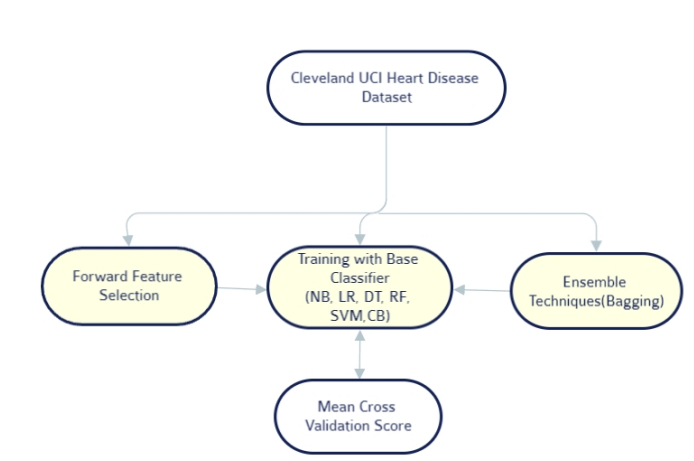 Cleveland UCI Heart Disease
Dataset
Forward Feature
Selection
Training with Base
Classifier
(NB, LR, DT, RF,
SVM,CB)
Ensemble
Techniques(Bagging)
Mean Cross
Validation Score